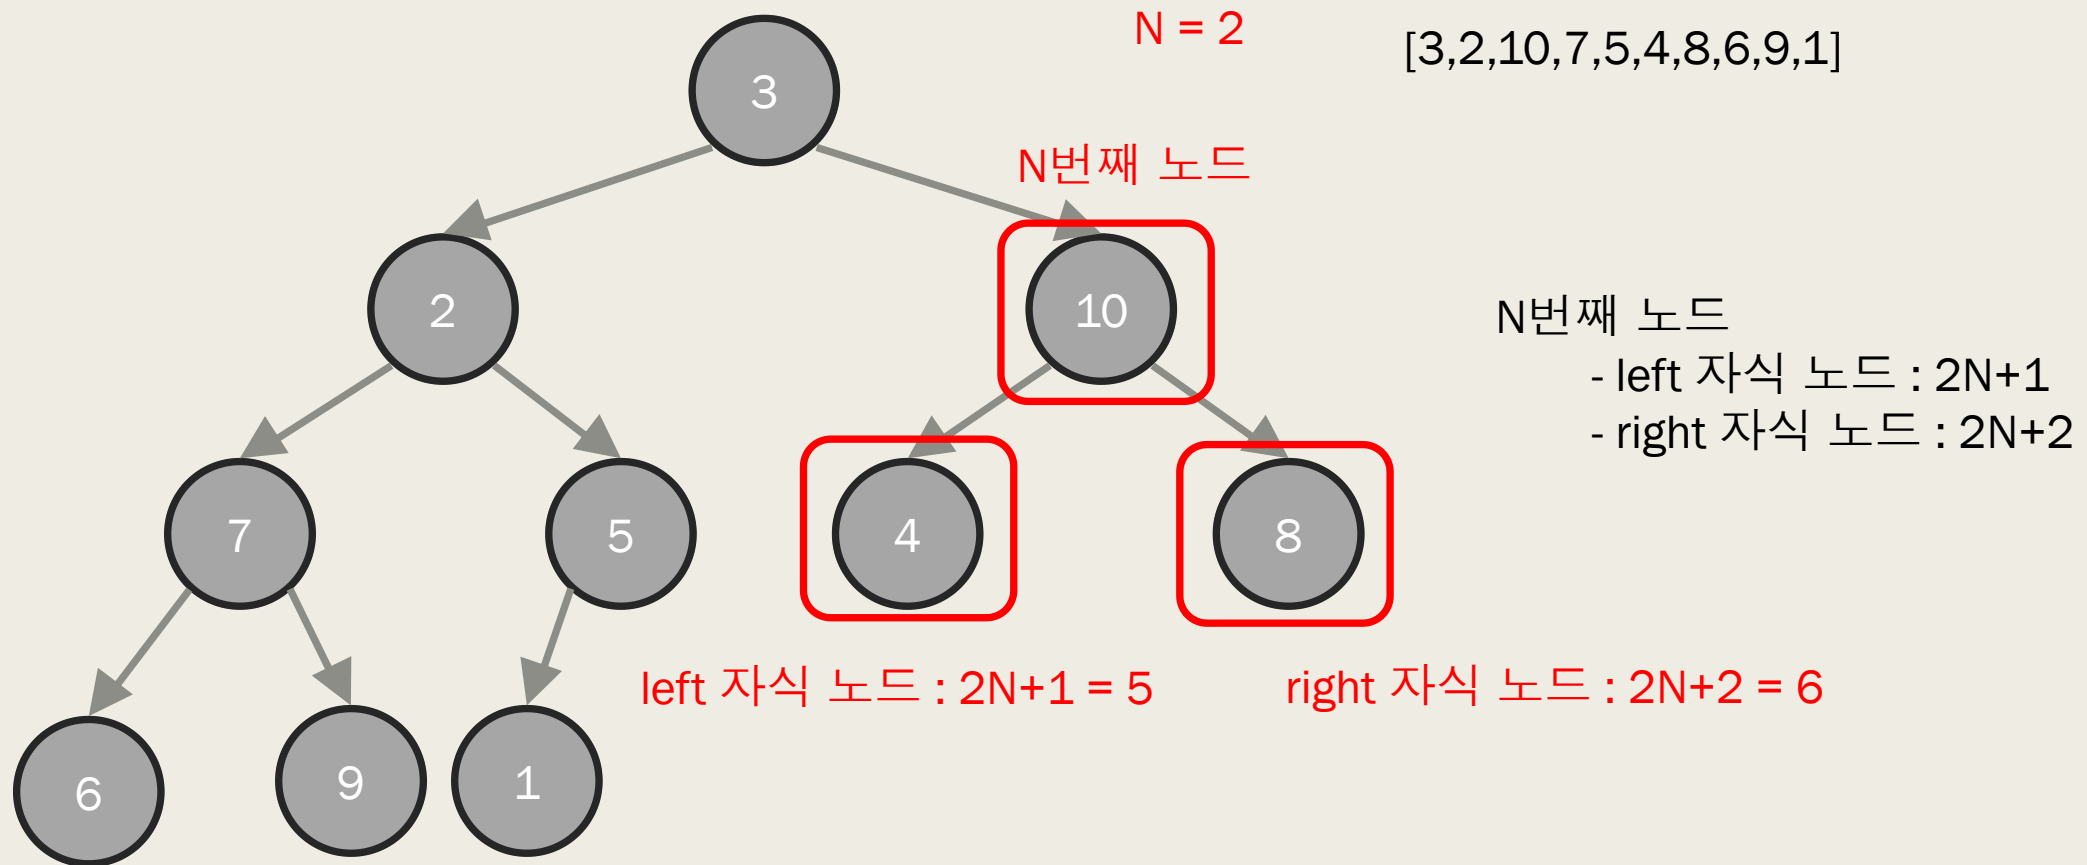 N = 2
[3,2,10,7,5,4,8,6,9,1]
3
N번째 노드
2
10
N번째 노드
- left 자식 노드 : 2N+1
- right 자식 노드 : 2N+2
7
5
4
8
left 자식 노드 : 2N+1 = 5
right 자식 노드 : 2N+2 = 6
6
9
1